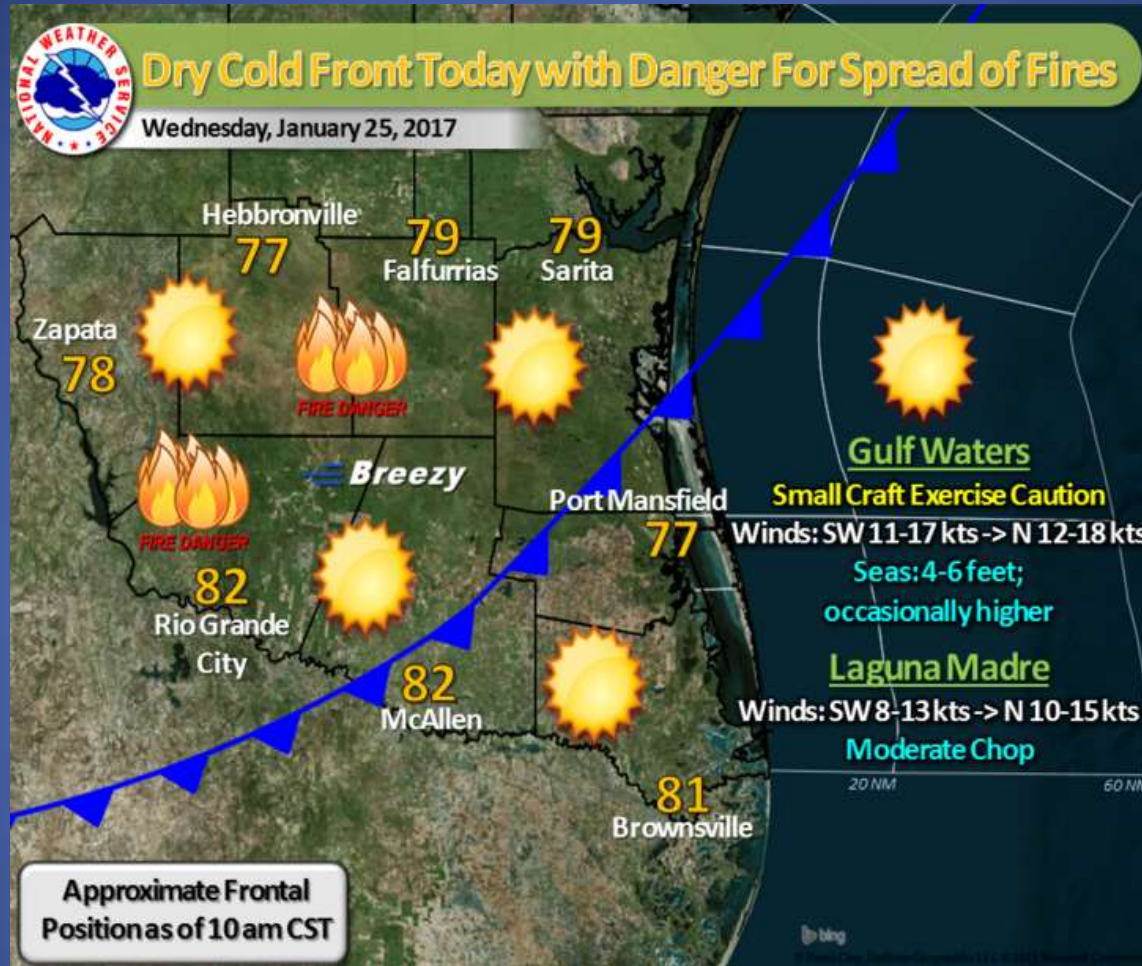 NATIONAL WEATHER SERVICE
Dry Cold Front Today with Danger For Spread of Fires
Wednesday, January 25, 2017
Hebbronville
77
79
Falfurrias
79
Sarita
Zapata
78
FIRE DANGER
Breezy
FIRE DANGER
82
Rio Grande
City
Port Mansfield
77
82
McAllen
81
Brownsville
Gulf Waters
Small Craft Exercise Caution
Winds: SW 11-17 kts -> N 12-18 kts
Seas: 4-6 feet;
occasionally higher
Laguna Madre
Winds: SW 8-13 kts -> N 10-15 kts
Moderate Chop
20 NM
60 NM
Approximate Frontal
Position as of 10 am CST
bing